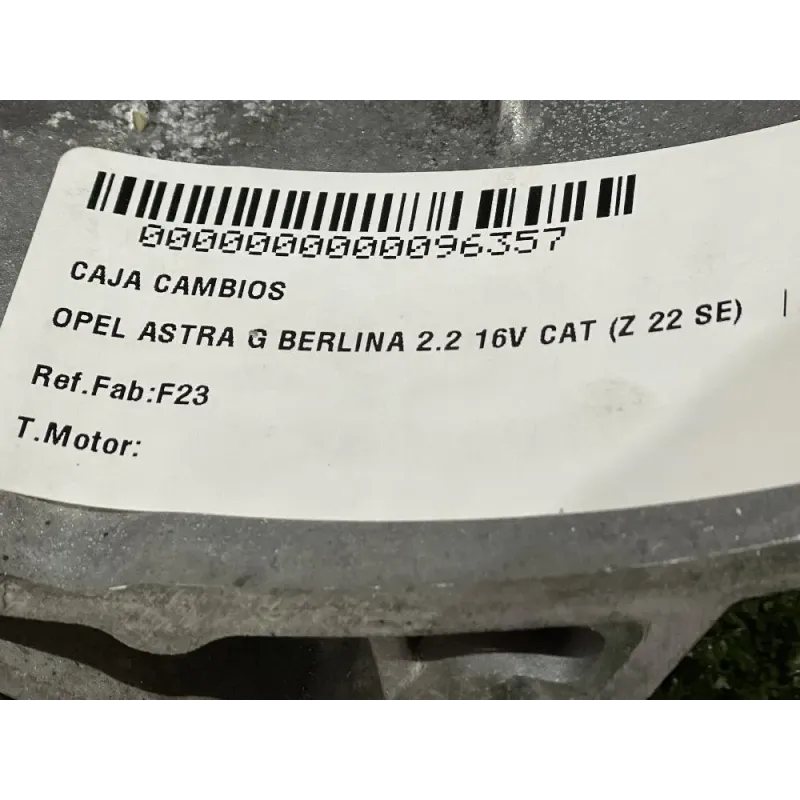 0000000000096357
CAJA CAMBIOS
OPEL ASTRA G BERLINA 2.2 16V CAT (Z 22 SE) |
Ref.Fab:F23
T.Motor: